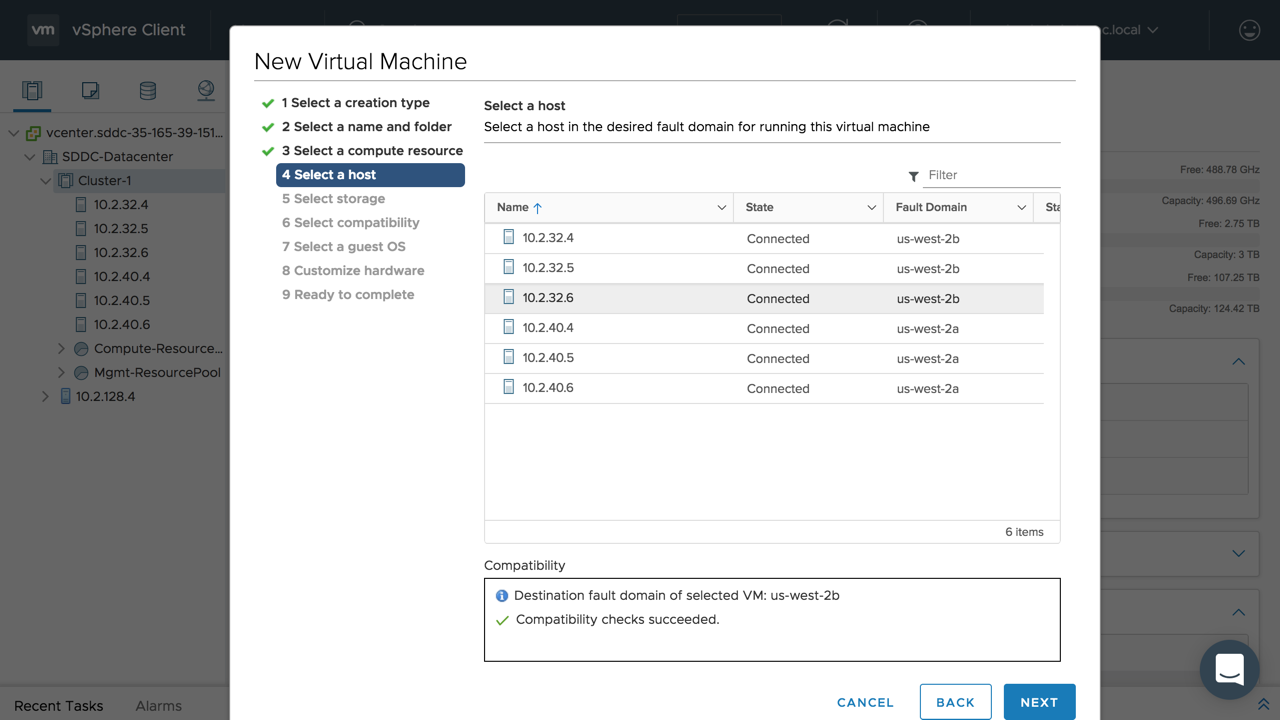 vm vSphere Client
c.local
vcenter.sddc-35-165-39-151...
SDDC-Datacenter
Cluster-1
10.2.32.4
10.2.32.5
10.2.32.6
10.2.40.4
10.2.40.5
10.2.40.6
Compute-Resource...
Mgmt-ResourcePool
10.2.128.4
New Virtual Machine
1 Select a creation type
2 Select a name and folder
3 Select a compute resource
4 Select a host
5 Select storage
6 Select compatibility
7 Select a guest OS
8 Customize hardware
9 Ready to complete
Select a host
Select a host in the desired fault domain for running this virtual machine
Filter
Name State Fault Domain Sta
10.2.32.4 Connected us-west-2b
10.2.32.5 Connected us-west-2b
10.2.32.6 Connected us-west-2b
10.2.40.4 Connected us-west-2a
10.2.40.5 Connected us-west-2a
10.2.40.6 Connected us-west-2a
6 items
Compatibility
Destination fault domain of selected VM: us-west-2b
Compatibility checks succeeded.
CANCEL BACK NEXT
Free: 488.78 GHz
Capacity: 496.69 GHz
Free: 2.75 TB
Capacity: 3 TB
Free: 107.25 TB
Capacity: 124.42 TB
Recent Tasks Alarms